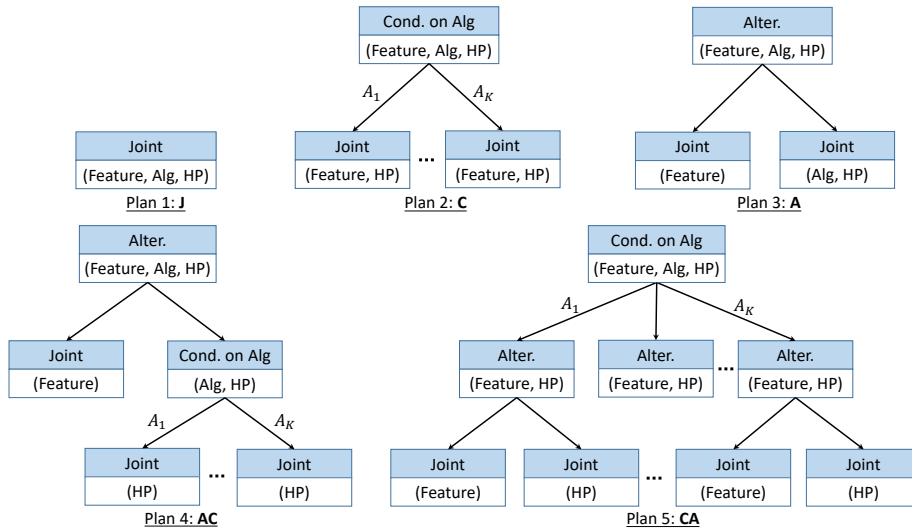 Joint
(Feature, Alg, HP)
Plan 1: J
Cond. on Alg
(Feature, Alg, HP)
A₁
A_K
Joint
(Feature, HP)
...
Joint
(Feature, HP)
Plan 2: C
Alter.
(Feature, Alg, HP)
Joint
(Feature)
Joint
(Alg, HP)
Plan 3: A
Alter.
(Feature, Alg, HP)
Joint
(Feature)
Cond. on Alg
(Alg, HP)
A₁
A_K
Joint
(HP)
...
Joint
(HP)
Plan 4: AC
Cond. on Alg
(Feature, Alg, HP)
A₁
A_K
Alter.
(Feature, HP)
Alter.
(Feature, HP)
...
Alter.
(Feature, HP)
Joint
(Feature)
Joint
(HP)
...
Joint
(Feature)
Joint
(HP)
Plan 5: CA